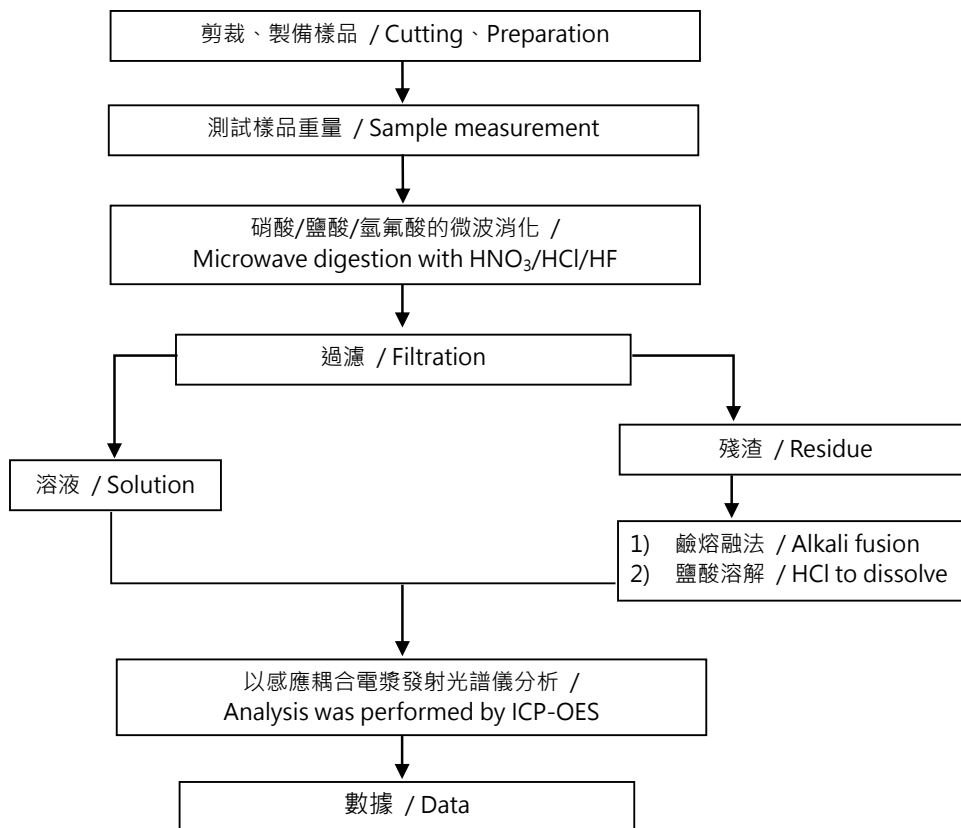 剪裁、製備樣品 / Cutting、Preparation
測試樣品重量 / Sample measurement
硝酸/鹽酸/氫氟酸的微波消化 /
Microwave digestion with HNO₃/HCl/HF
過濾 / Filtration
溶液 / Solution
殘渣 / Residue
1) 鹼熔融法 / Alkali fusion
2) 鹽酸溶解 / HCl to dissolve
以感應耦合電漿發射光譜儀分析 /
Analysis was performed by ICP-OES
數據 / Data